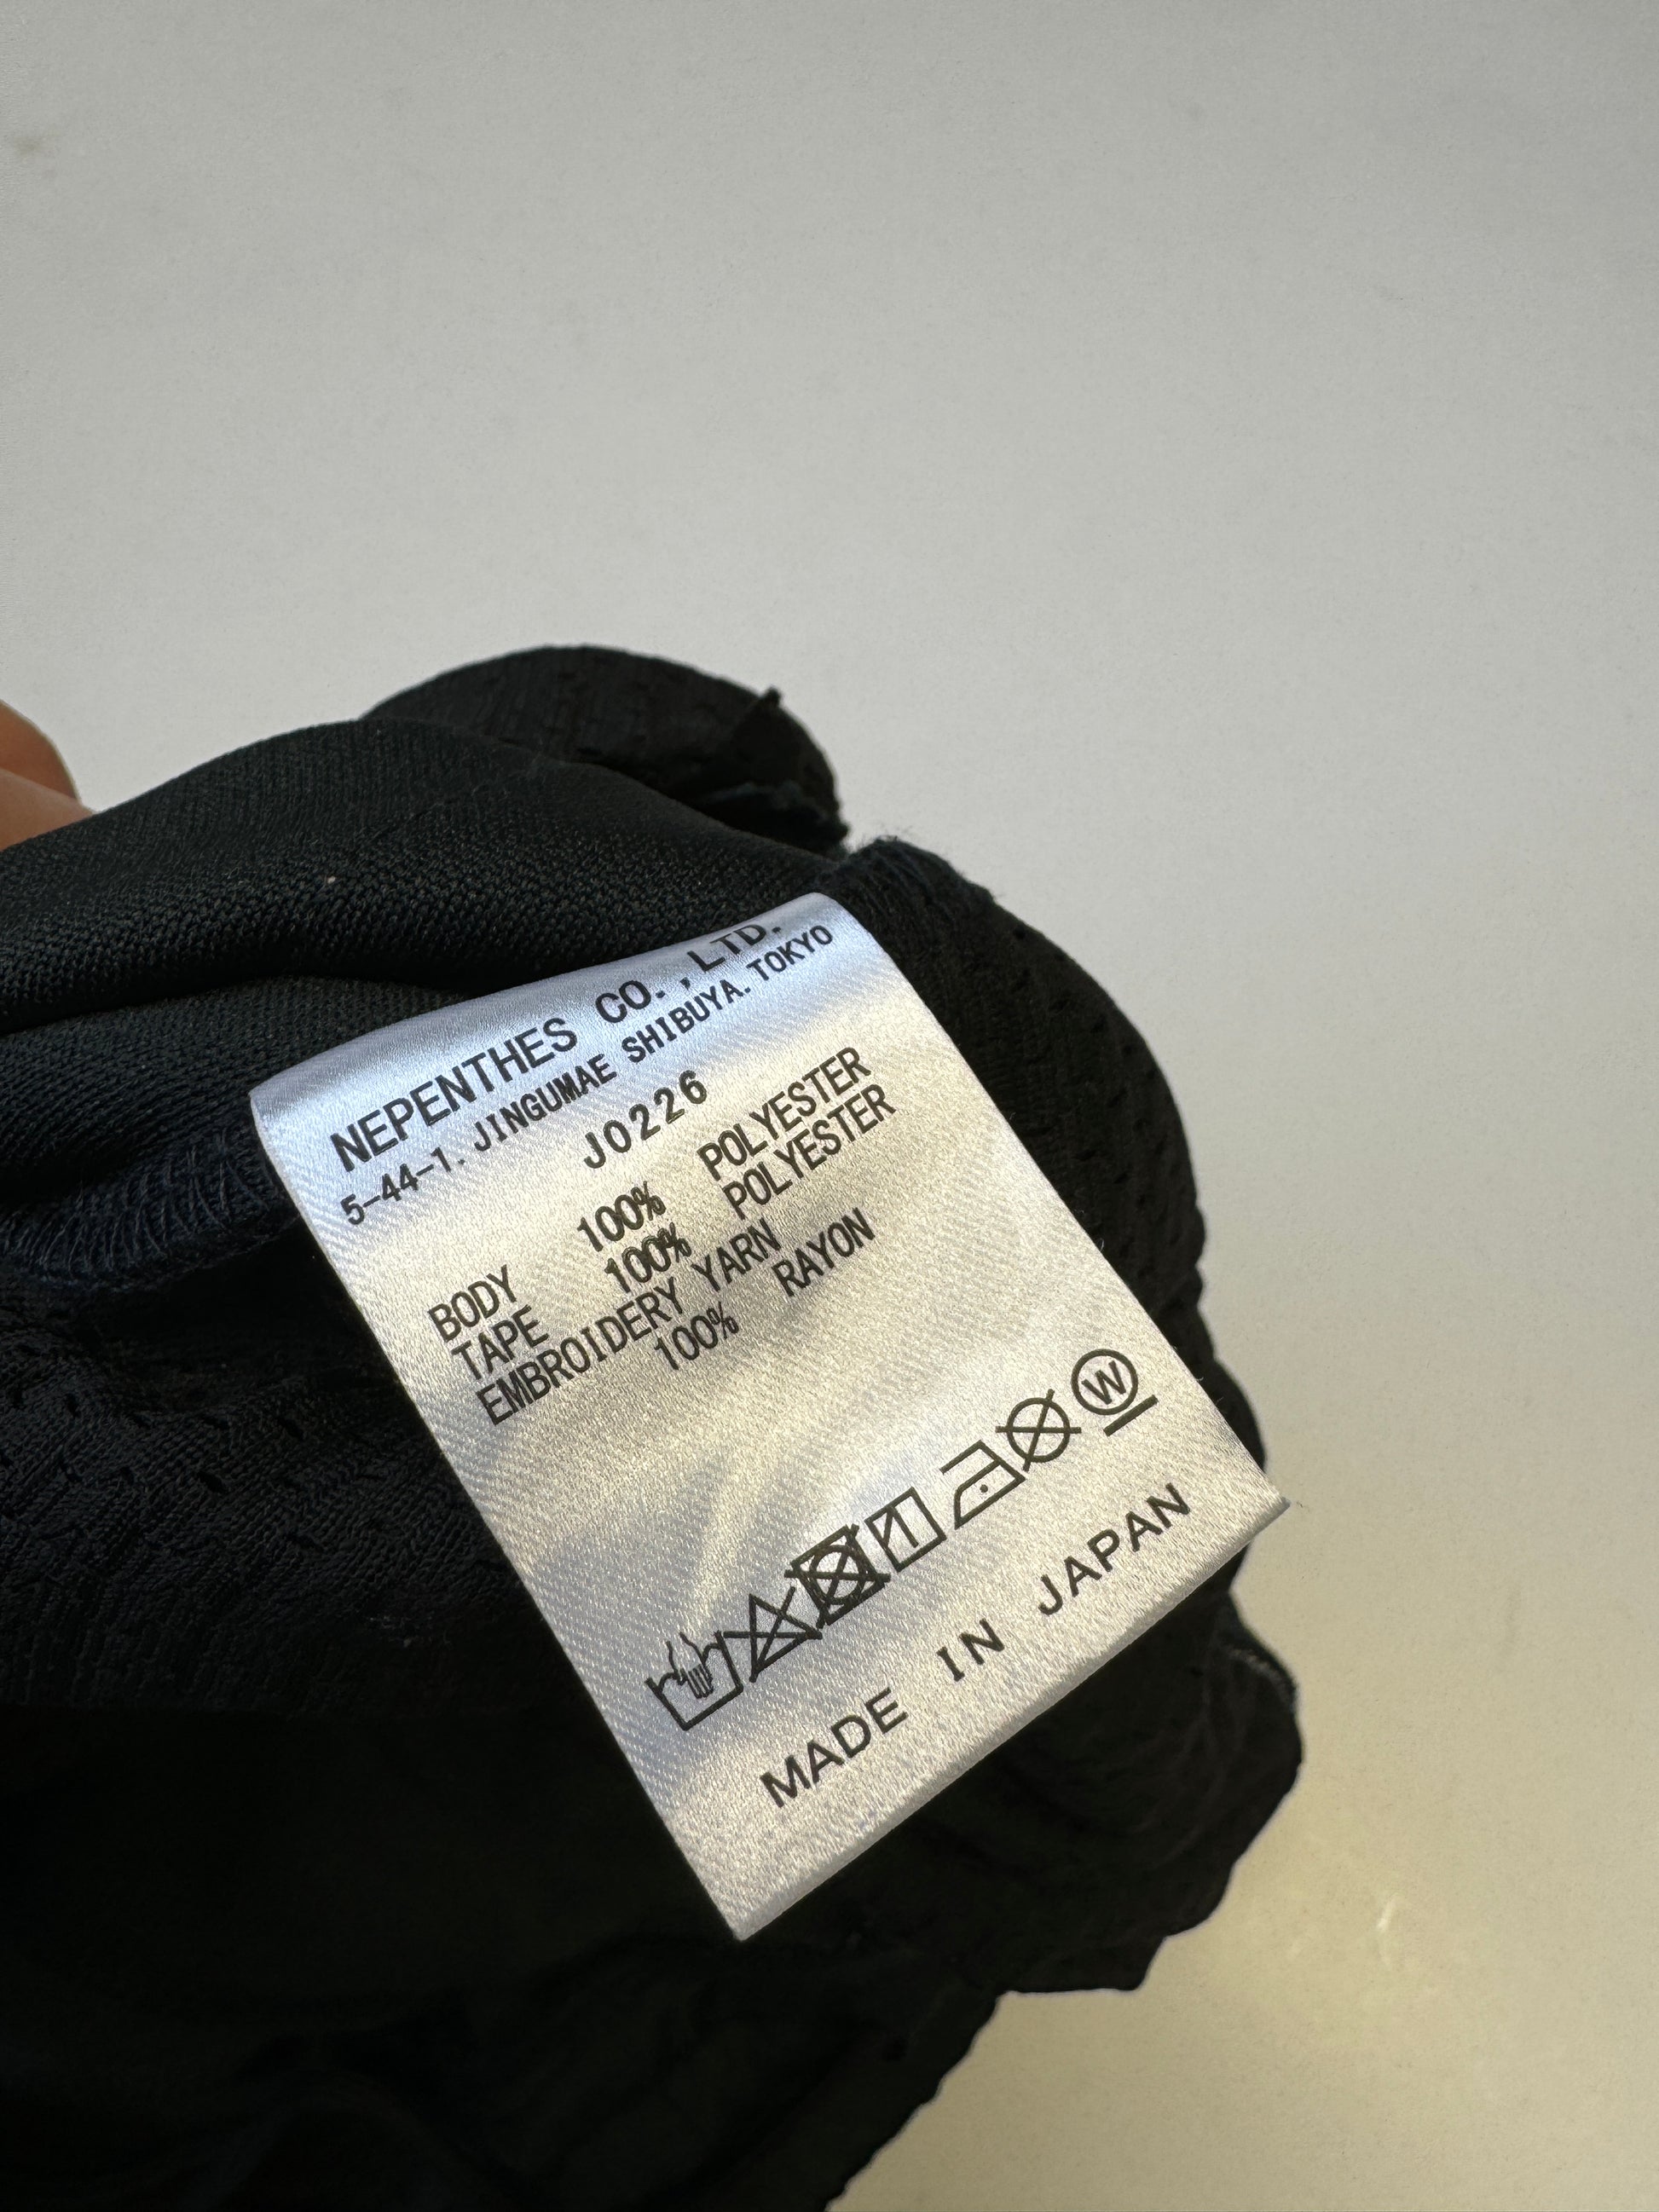 NEPENTHES CO.,LTD.
5-44-1. JINGUMAE SHIBUYA. TOKYO
JO226
BODY 100% POLYESTER
TAPE 100% POLYESTER
EMBROIDERY YARN
100% RAYON
W
MADE IN JAPAN